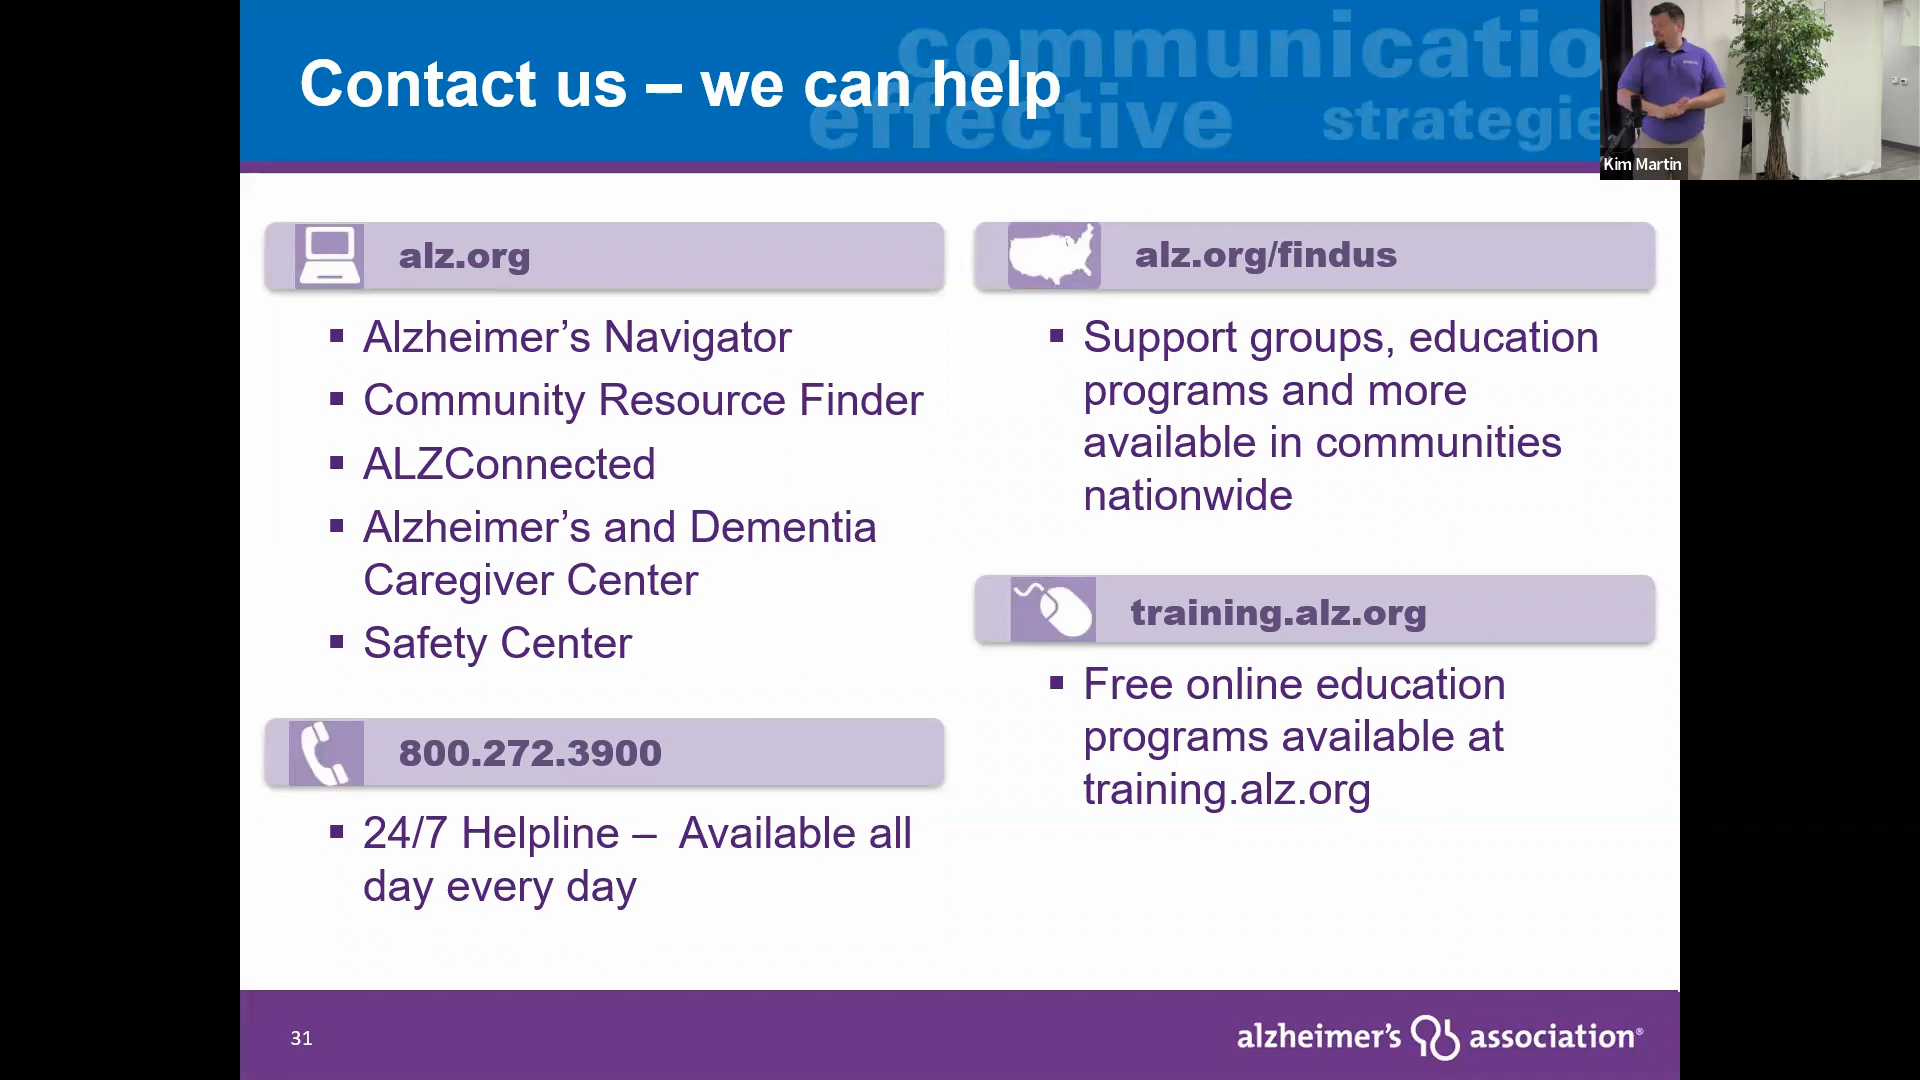 communicatio
Contact us – we can help
effective
strategie
Kim Martin
alz.org
▪ Alzheimer’s Navigator
▪ Community Resource Finder
▪ ALZConnected
▪ Alzheimer’s and Dementia
Caregiver Center
▪ Safety Center
800.272.3900
▪ 24/7 Helpline –  Available all
day every day
alz.org/findus
▪ Support groups, education
programs and more
available in communities
nationwide
training.alz.org
▪ Free online education
programs available at
training.alz.org
31
alzheimer’s association®